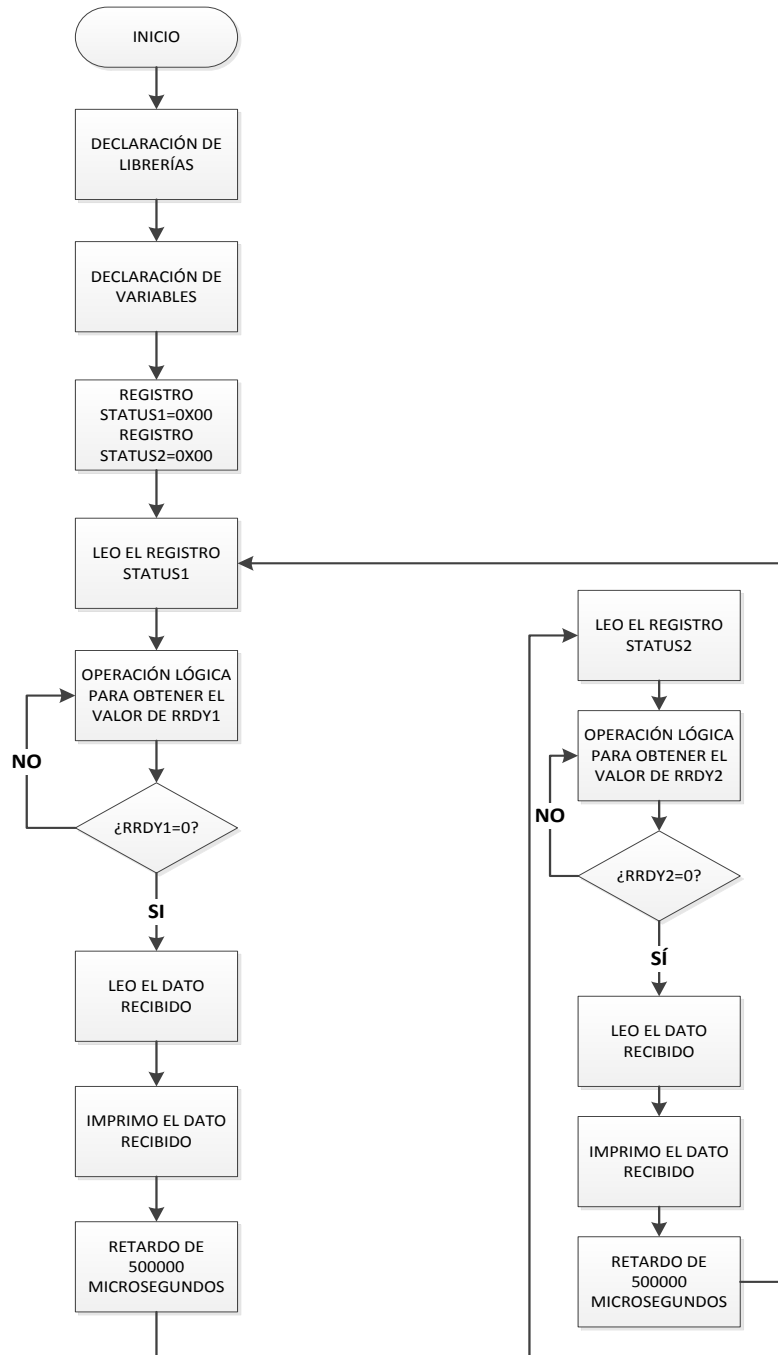 INICIO
DECLARACIÓN DE
LIBRERÍAS
DECLARACIÓN DE
VARIABLES
REGISTRO
STATUS1=0X00
REGISTRO
STATUS2=0X00
LEO EL REGISTRO
STATUS1
OPERACIÓN LÓGICA
PARA OBTENER EL
VALOR DE RRDY1
NO
¿RRDY1=0?
SI
LEO EL DATO
RECIBIDO
IMPRIMO EL DATO
RECIBIDO
RETARDO DE
500000
MICROSEGUNDOS
LEO EL REGISTRO
STATUS2
OPERACIÓN LÓGICA
PARA OBTENER EL
VALOR DE RRDY2
NO
¿RRDY2=0?
SÍ
LEO EL DATO
RECIBIDO
IMPRIMO EL DATO
RECIBIDO
RETARDO DE
500000
MICROSEGUNDOS